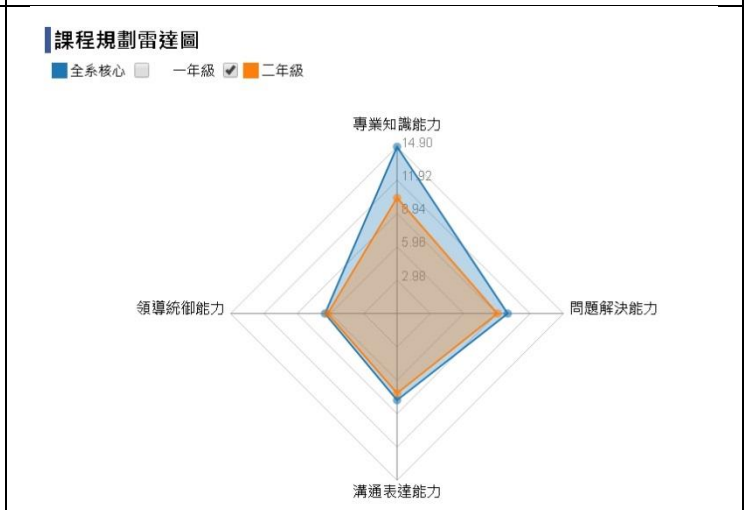 課程規劃雷達圖
全系核心 一年級 二年級
專業知識能力
14.90
11.92
8.94
5.96
2.98
領導統御能力
問題解決能力
溝通表達能力